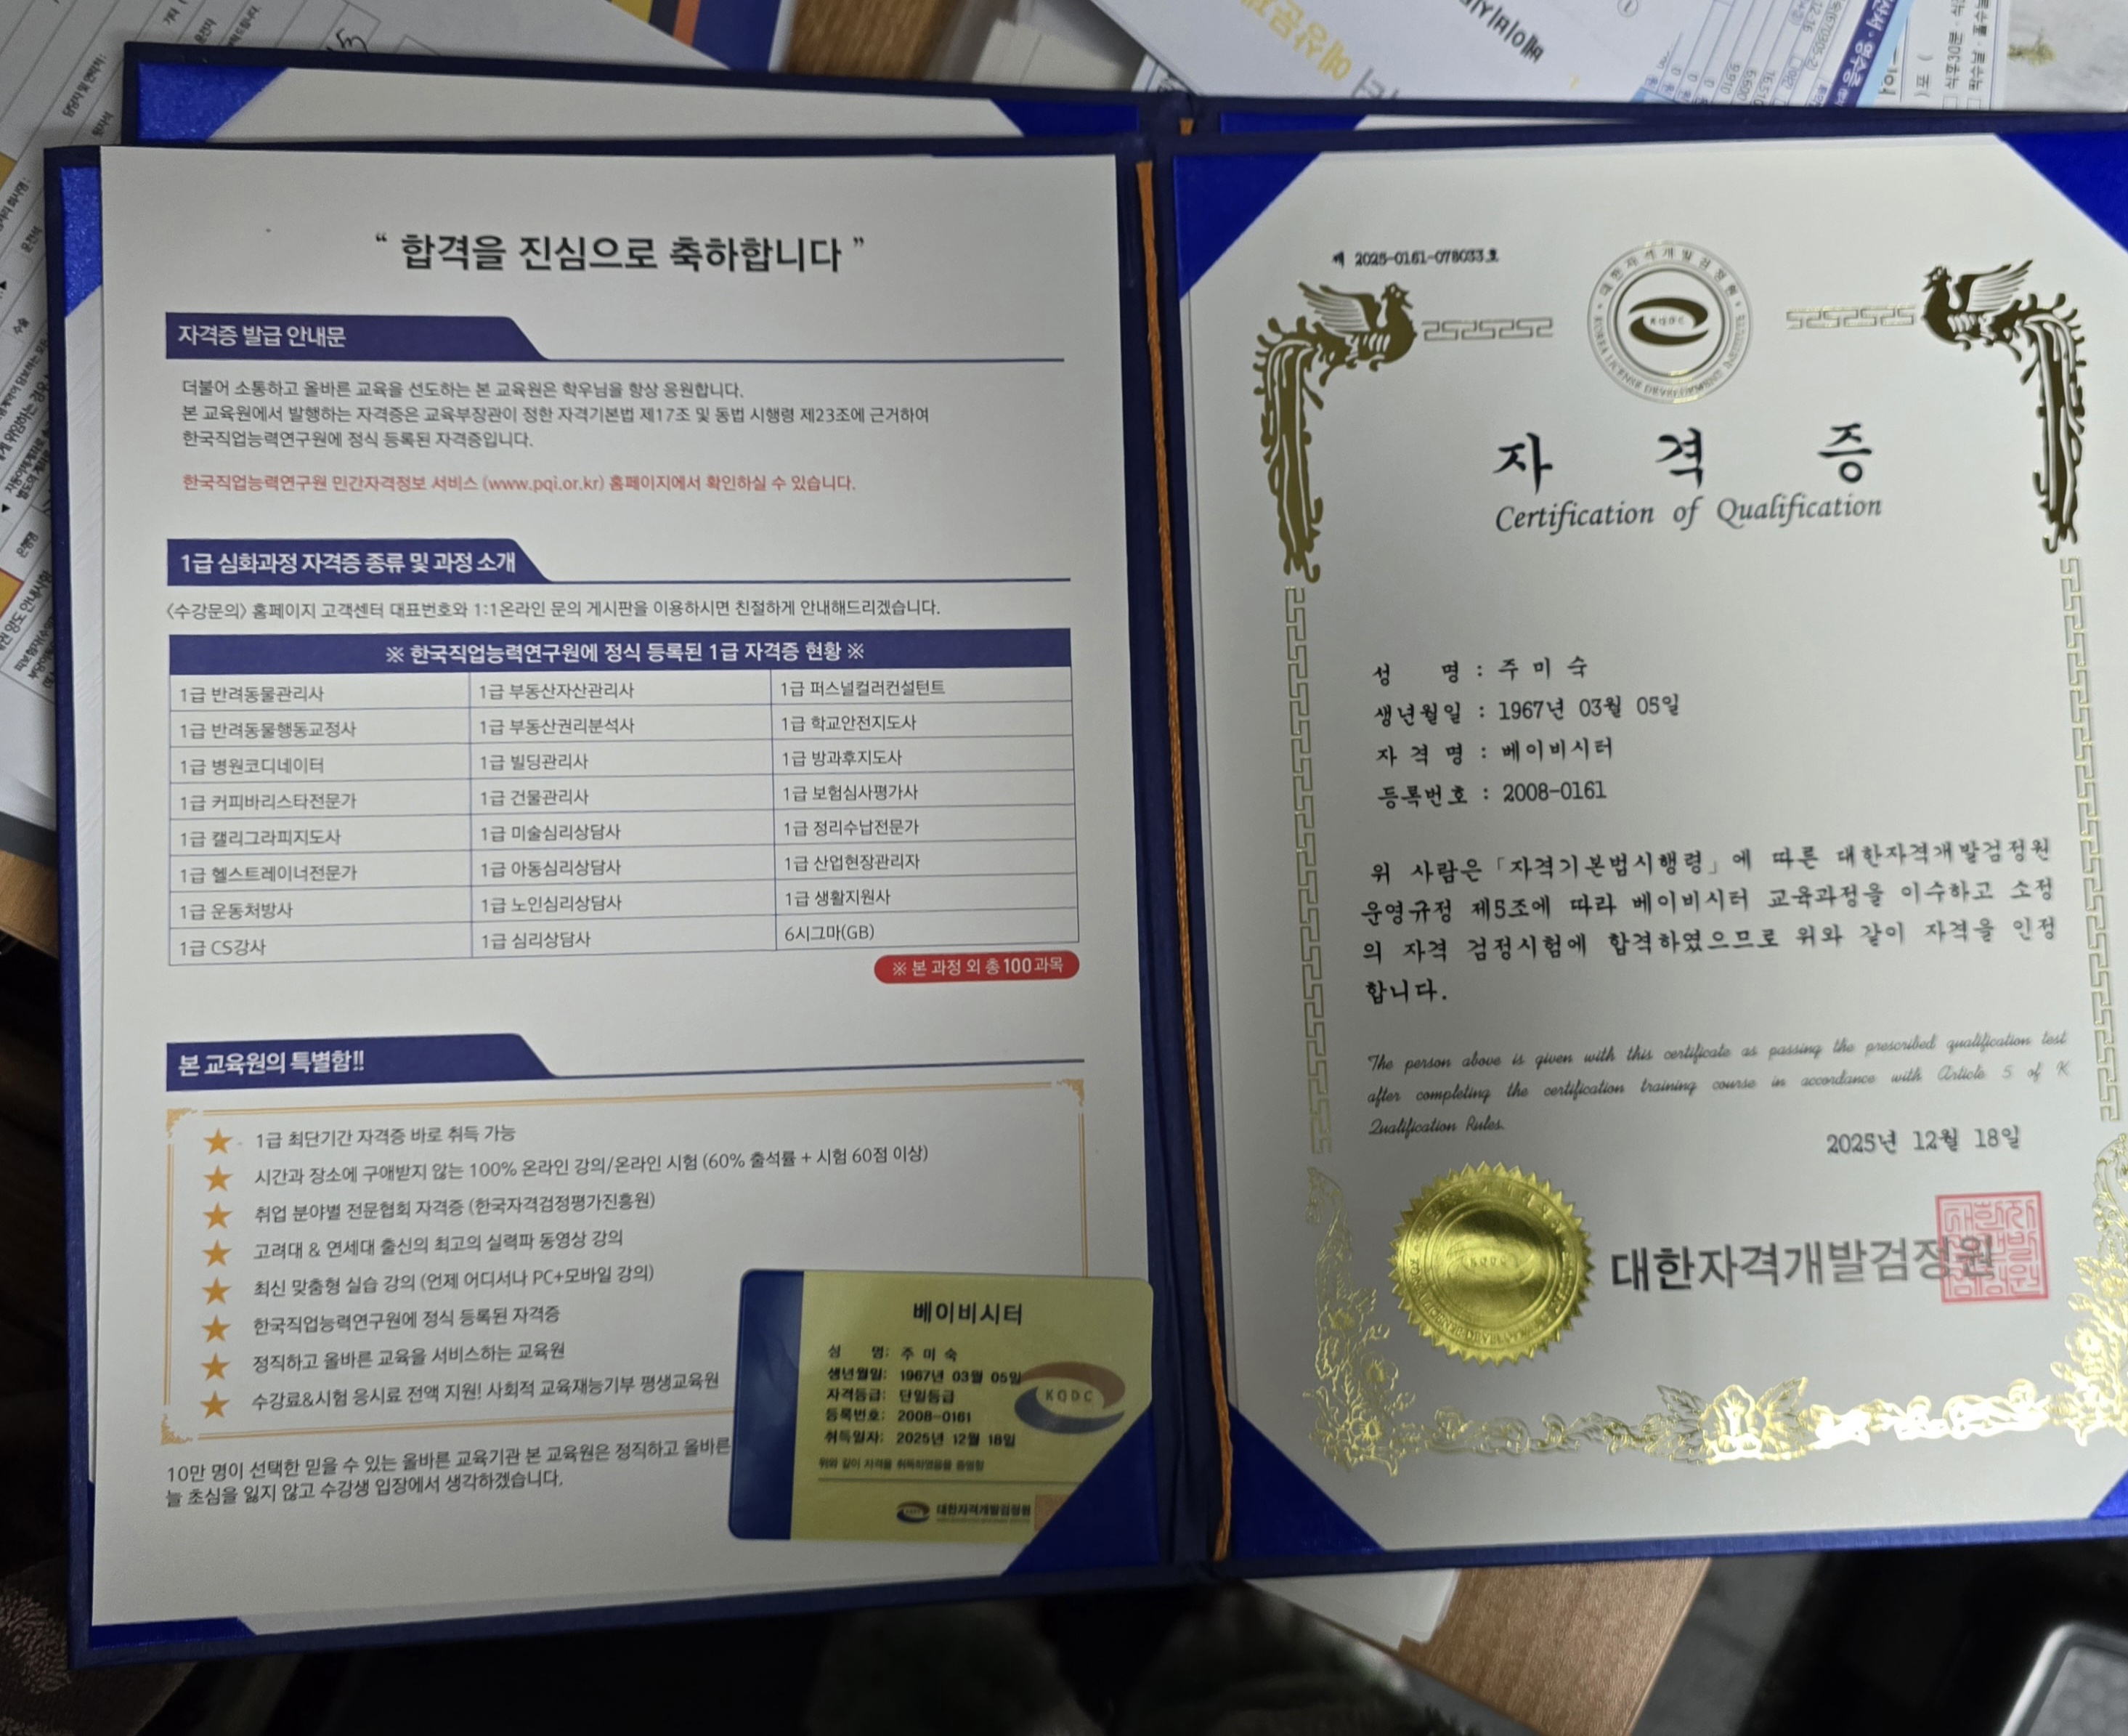 “ 합격을 진심으로 축하합니다 ”
자격증 발급 안내문
더불어 소통하고 올바른 교육을 선도하는 본 교육원은 학우님을 항상 응원합니다.
본 교육원에서 발행하는 자격증은 교육부장관이 정한 자격기본법 제17조 및 동법 시행령 제23조에 근거하여
한국직업능력연구원에 정식 등록된 자격증입니다.
한국직업능력연구원 민간자격정보 서비스 (www.pqi.or.kr) 홈페이지에서 확인하실 수 있습니다.
1급 심화과정 자격증 종류 및 과정 소개
<수강문의> 홈페이지 고객센터 대표번호와 1:1온라인 문의 게시판을 이용하시면 친절하게 안내해드리겠습니다.
※ 한국직업능력연구원에 정식 등록된 1급 자격증 현황 ※
1급 반려동물관리사 1급 부동산자산관리사 1급 퍼스널컬러컨설턴트
1급 반려동물행동교정사 1급 부동산권리분석사 1급 학교안전지도사
1급 병원코디네이터 1급 빌딩관리사 1급 방과후지도사
1급 커피바리스타전문가 1급 건물관리사 1급 보험심사평가사
1급 캘리그라피지도사 1급 미술심리상담사 1급 정리수납전문가
1급 헬스트레이너전문가 1급 아동심리상담사 1급 산업현장관리자
1급 운동처방사 1급 노인심리상담사 1급 생활지원사
1급 CS강사 1급 심리상담사 6시그마(GB)
※ 본 과정 외 총 100과목
본 교육원의 특별함!!
1급 최단기간 자격증 바로 취득 가능
시간과 장소에 구애받지 않는 100% 온라인 강의/온라인 시험 (60% 출석률 + 시험 60점 이상)
취업 분야별 전문협회 자격증 (한국자격검정평가진흥원)
고려대 & 연세대 출신의 최고의 실력파 동영상 강의
최신 맞춤형 실습 강의 (언제 어디서나 PC+모바일 강의)
한국직업능력연구원에 정식 등록된 자격증
정직하고 올바른 교육을 서비스하는 교육원
수강료&시험 응시료 전액 지원! 사회적 교육재능기부 평생교육원
10만 명이 선택한 믿을 수 있는 올바른 교육기관 본 교육원은 정직하고 올바른
늘 초심을 잃지 않고 수강생 입장에서 생각하겠습니다.
베이비시터
성 명: 주 미 숙
생년월일: 1967년 03월 05일
자격등급: 단일등급
등록번호: 2008-0161
취득일자: 2025년 12월 18일
위와 같이 자격을 취득하였음을 증명함
KQDC
대한자격개발검정원
제 2025-0161-078033호
대한자격개발검정원
KQDC
자 격 증
Certification of Qualification
성 명 : 주 미 숙
생년월일 : 1967년 03월 05일
자 격 명 : 베이비시터
등록번호 : 2008-0161
위 사람은 「자격기본법시행령」에 따른 대한자격개발검정원
운영규정 제5조에 따라 베이비시터 교육과정을 이수하고 소정
의 자격 검정시험에 합격하였으므로 위와 같이 자격을 인정
합니다.
The person above is given with this certificate as passing the prescribed qualification test
after completing the certification training course in accordance with Article 5 of K
Qualification Rules.
2025년 12월 18일
대한자격개발검정원